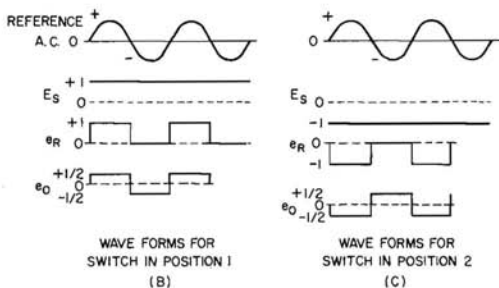 REFERENCE
A.C. 0
+
-
+1
E_S
0
+1
e_R 0
+1/2
0
e_O
-1/2
WAVE FORMS FOR
SWITCH IN POSITION 1
(B)
+
0
-
E_S
0
-1
e_R 0
-1
+1/2
0
e_O
-1/2
WAVE FORMS FOR
SWITCH IN POSITION 2
(C)